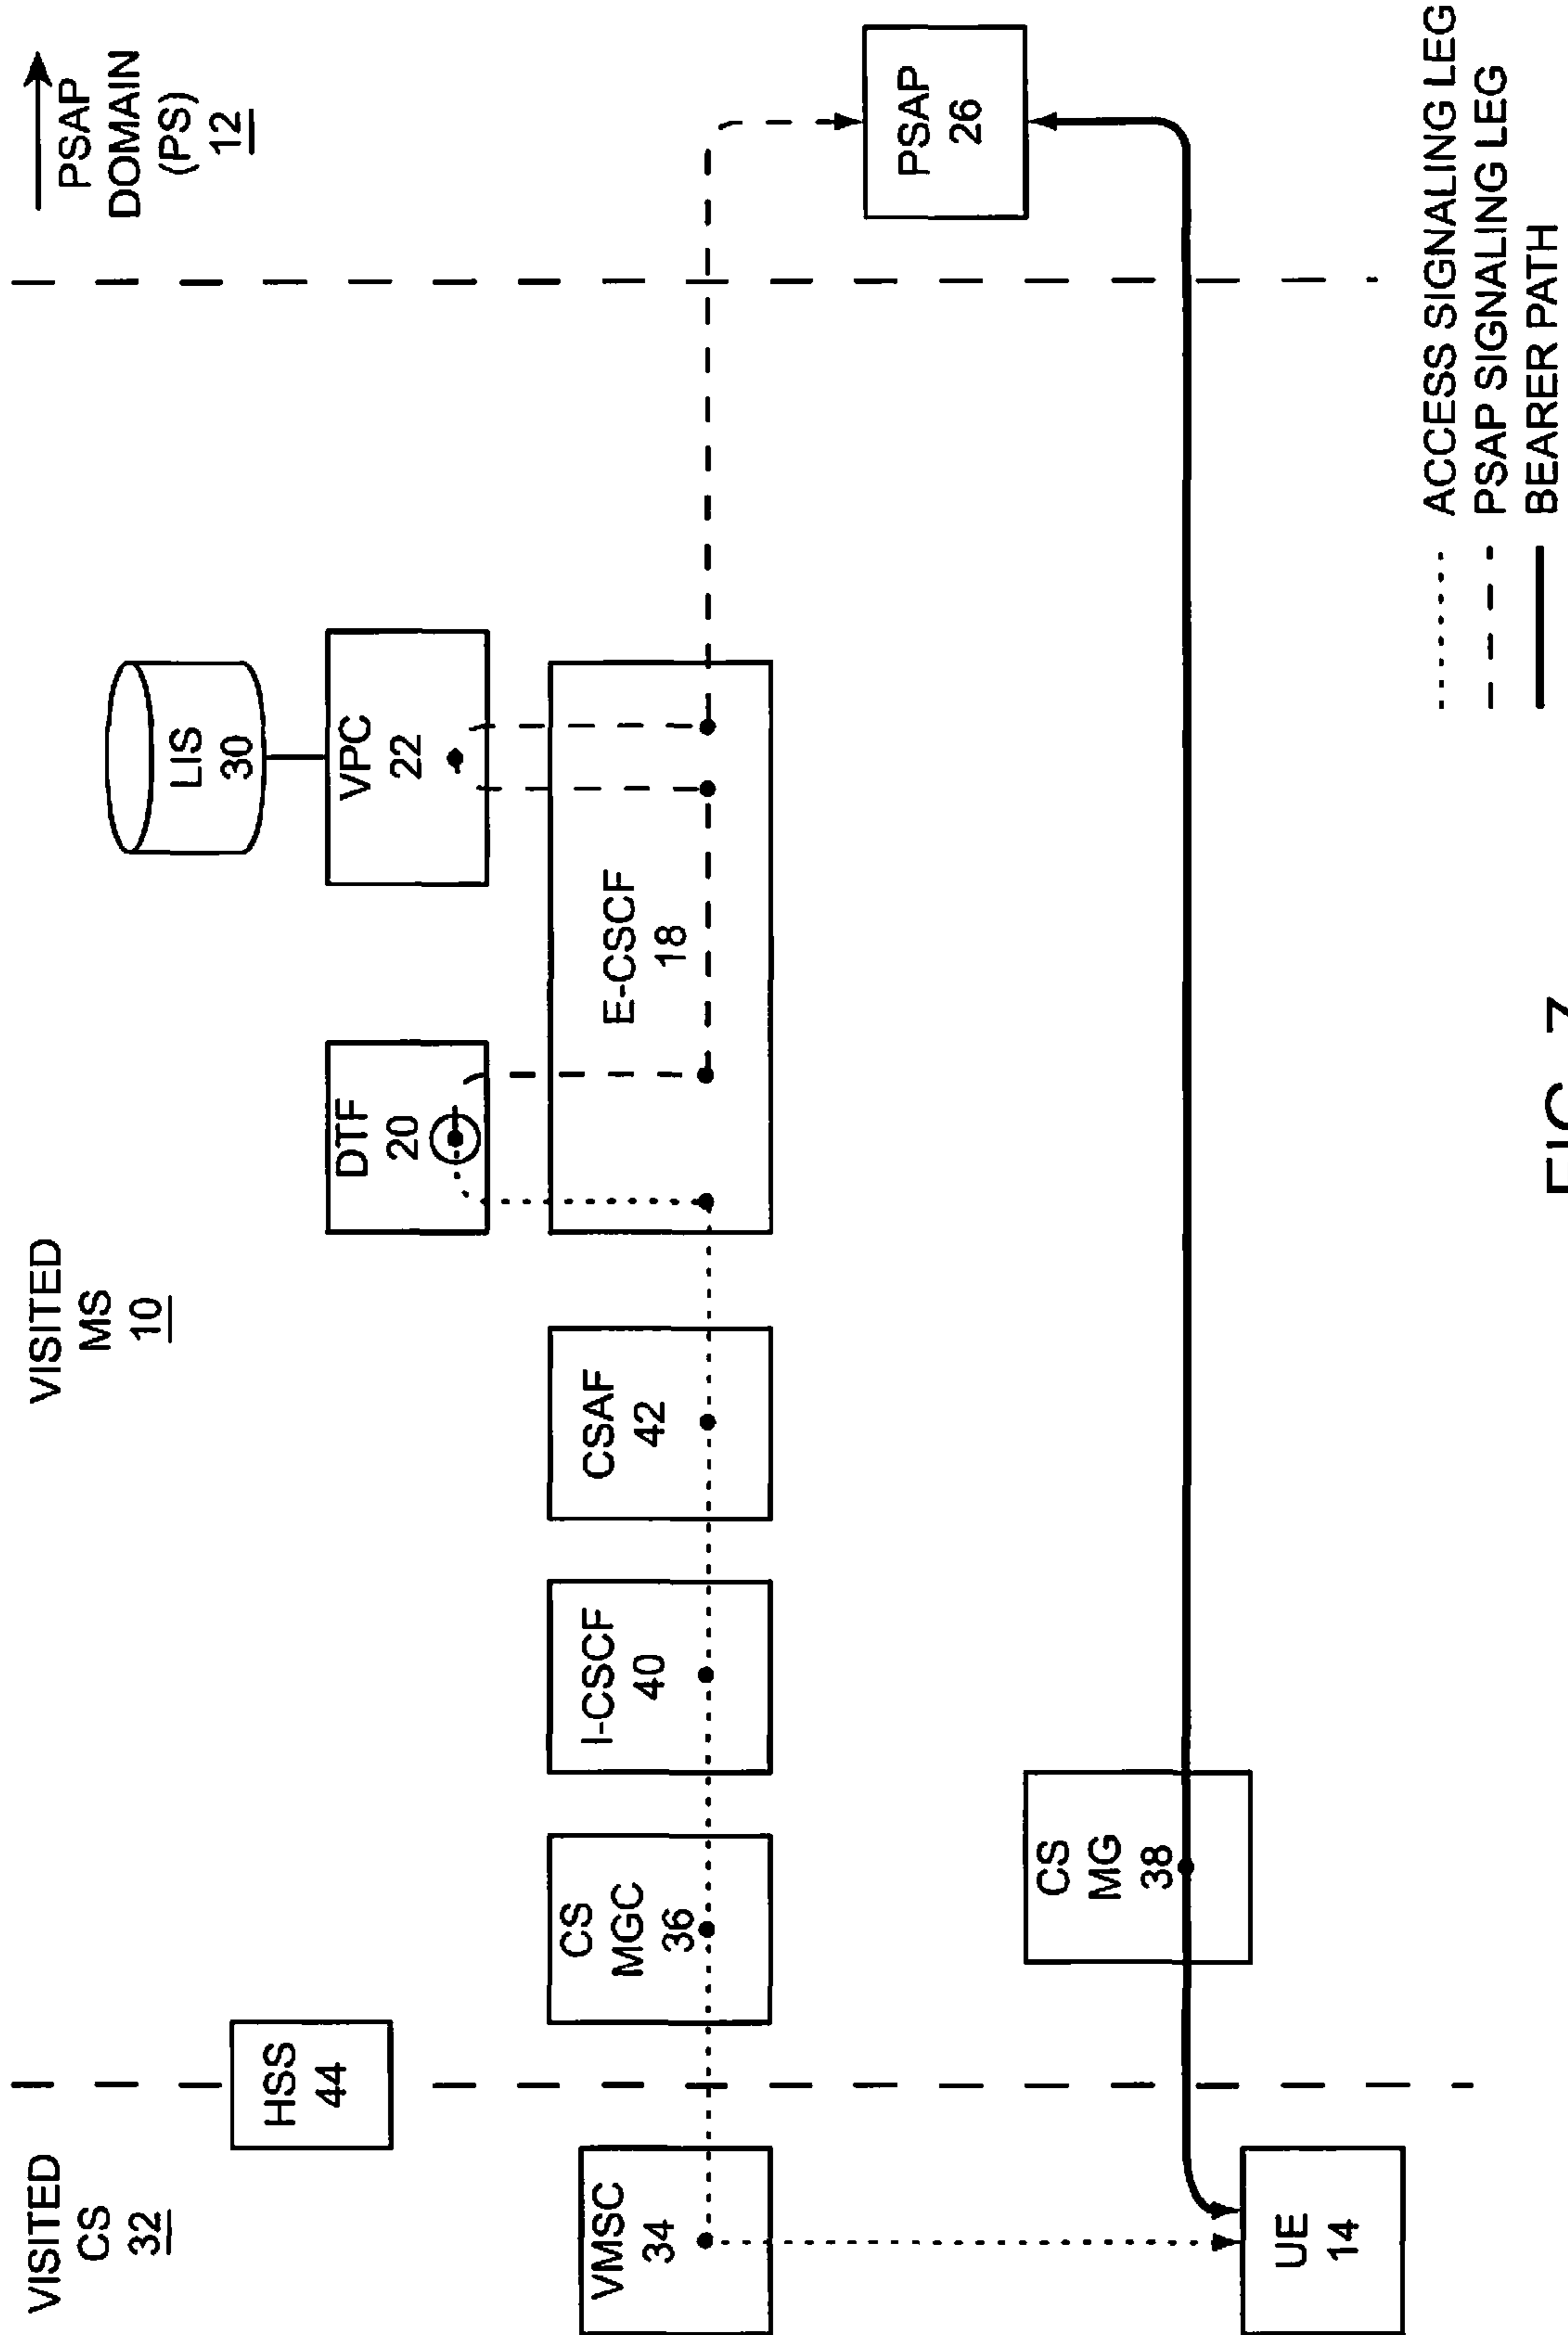 VISITED
CS
32
HSS
44
VISITED
MS
10
PSAP
DOMAIN
(PS)
12
LIS
30
DTF
20
VPC
22
VMSC
34
CS
MGC
36
I-CSCF
40
CSAF
42
E-CSCF
18
PSAP
26
CS
MG
38
UE
14
ACCESS SIGNALING LEG
PSAP SIGNALING LEG
BEARER PATH
FIG. 7